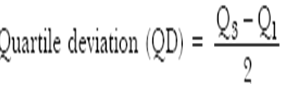 Quartile deviation (QD) = (Q₃ – Q₁) / 2